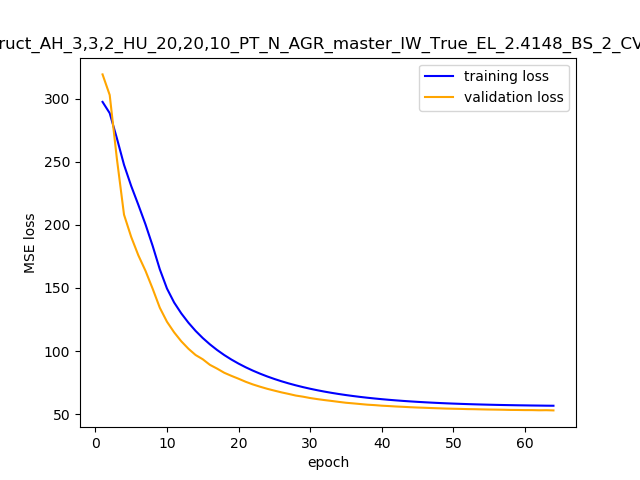 ruct_AH_3,3,2_HU_20,20,10_PT_N_AGR_master_IW_True_EL_2.4148_BS_2_CV
training loss
validation loss
300
250
200
150
100
50
MSE loss
0 10 20 30 40 50 60
epoch